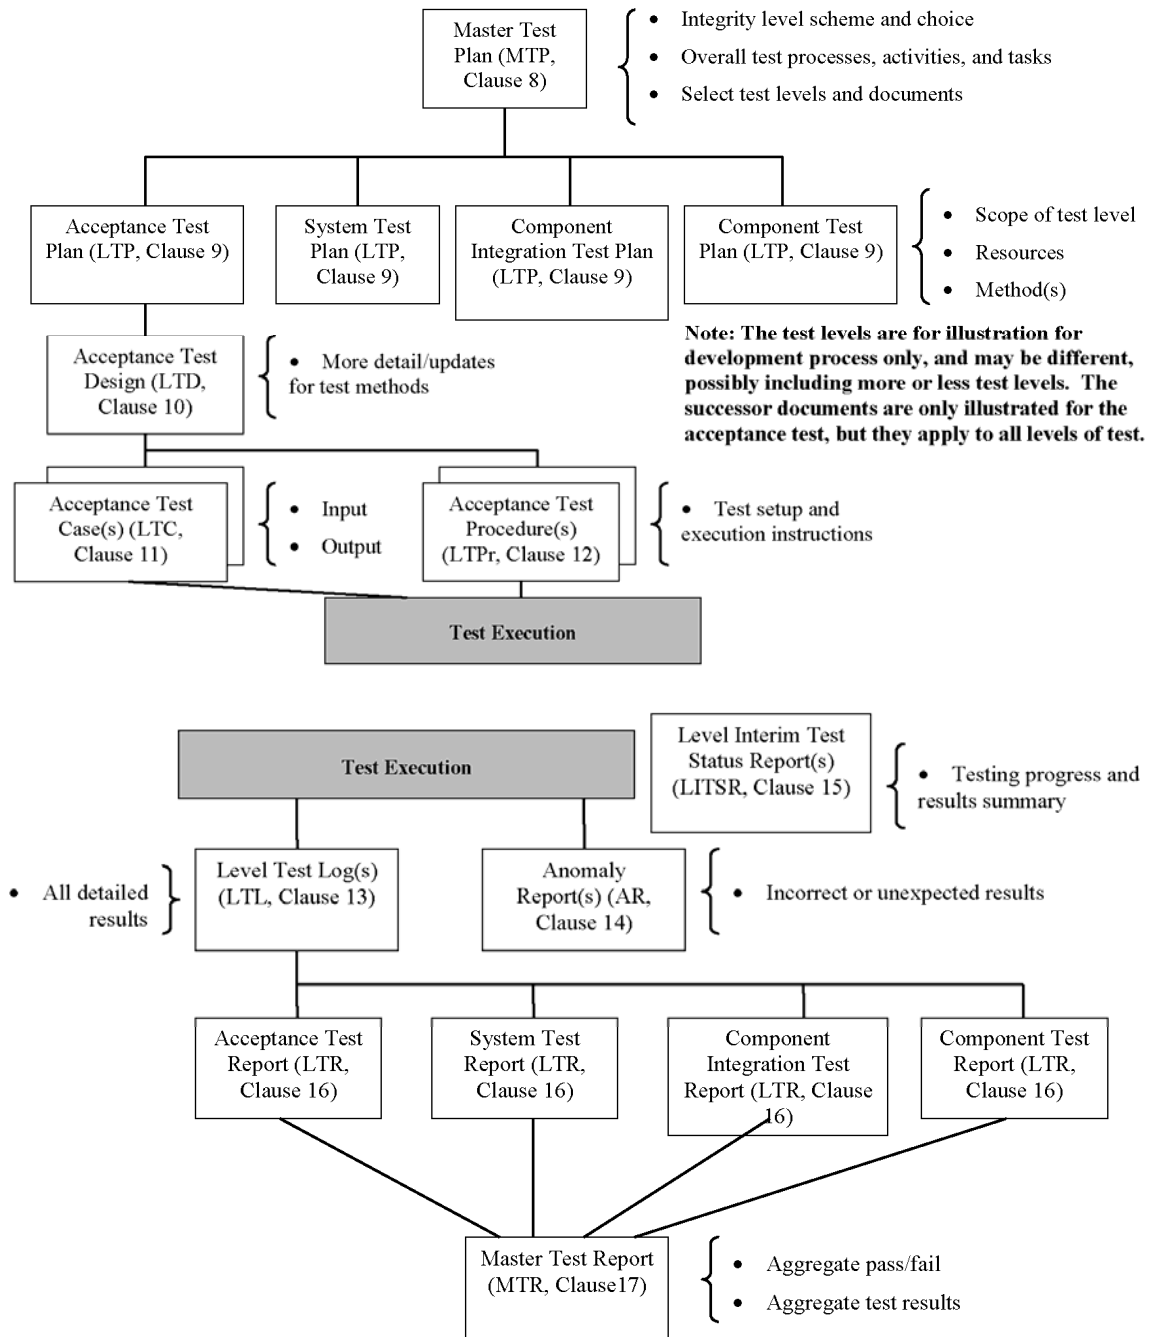 Master Test
Plan (MTP,
Clause 8)
• Integrity level scheme and choice
• Overall test processes, activities, and tasks
• Select test levels and documents
Acceptance Test
Plan (LTP, Clause 9)
System Test
Plan (LTP,
Clause 9)
Component
Integration Test Plan
(LTP, Clause 9)
Component Test
Plan (LTP, Clause 9)
• Scope of test level
• Resources
• Method(s)
Note: The test levels are for illustration for
development process only, and may be different,
possibly including more or less test levels. The
successor documents are only illustrated for the
acceptance test, but they apply to all levels of test.
Acceptance Test
Design (LTD,
Clause 10)
• More detail/updates
for test methods
Acceptance Test
Case(s) (LTC,
Clause 11)
• Input
• Output
Acceptance Test
Procedure(s)
(LTPr, Clause 12)
• Test setup and
execution instructions
Test Execution
Test Execution
Level Interim Test
Status Report(s)
(LITSR, Clause 15)
• Testing progress and
results summary
• All detailed
results
Level Test Log(s)
(LTL, Clause 13)
Anomaly
Report(s) (AR,
Clause 14)
• Incorrect or unexpected results
Acceptance Test
Report (LTR,
Clause 16)
System Test
Report (LTR,
Clause 16)
Component
Integration Test
Report (LTR, Clause
16)
Component Test
Report (LTR,
Clause 16)
Master Test Report
(MTR, Clause17)
• Aggregate pass/fail
• Aggregate test results